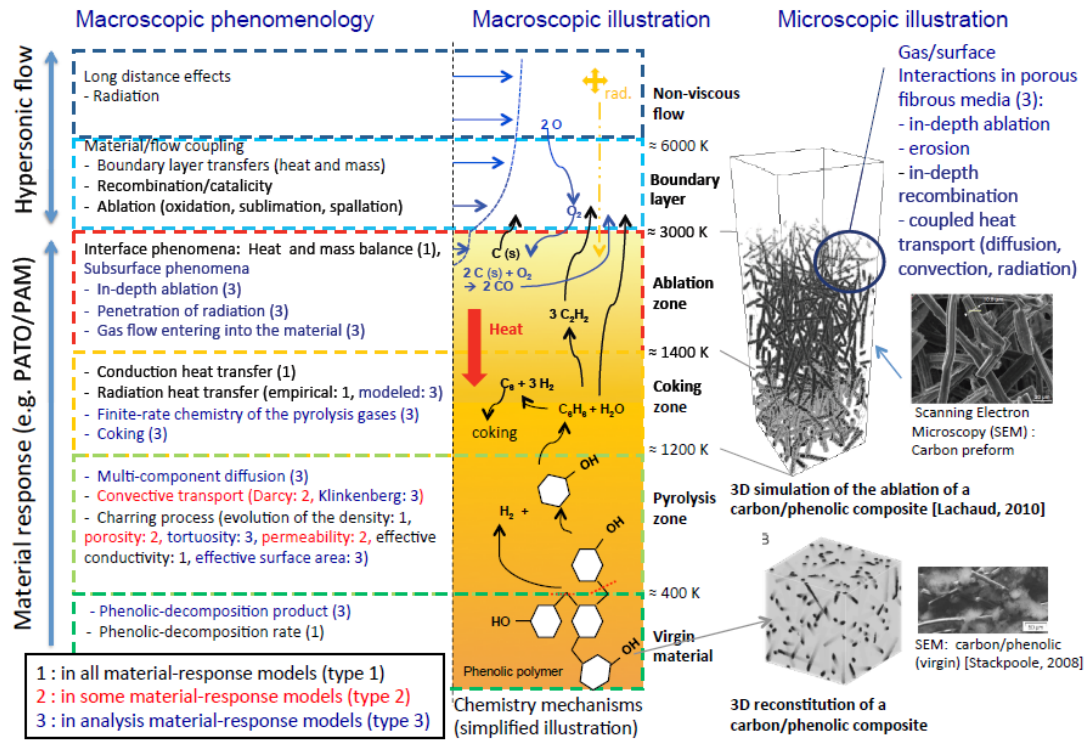 Macroscopic phenomenology
Macroscopic illustration
Microscopic illustration
Hypersonic flow
Material response (e.g. PATO/PAM)
Long distance effects
- Radiation
Material/flow coupling
- Boundary layer transfers (heat and mass)
- Recombination/catalicity
- Ablation (oxidation, sublimation, spallation)
Interface phenomena: Heat and mass balance (1),
Subsurface phenomena
- In-depth ablation (3)
- Penetration of radiation (3)
- Gas flow entering into the material (3)
- Conduction heat transfer (1)
- Radiation heat transfer (empirical: 1, modeled: 3)
- Finite-rate chemistry of the pyrolysis gases (3)
- Coking (3)
- Multi-component diffusion (3)
- Convective transport (Darcy: 2, Klinkenberg: 3)
- Charring process (evolution of the density: 1,
porosity: 2, tortuosity: 3, permeability: 2, effective
conductivity: 1, effective surface area: 3)
- Phenolic-decomposition product (3)
- Phenolic-decomposition rate (1)
1 : in all material-response models (type 1)
2 : in some material-response models (type 2)
3 : in analysis material-response models (type 3)
rad.
2 O
O₂
C (s)
2 C (s) + O₂
→ 2 CO
Heat
3 C₂H₂
C₆ + 3 H₂
coking
C₆H₆ + H₂O
OH
H₂ +
OH
HO
OH
Phenolic polymer
Chemistry mechanisms
(simplified illustration)
Non-viscous
flow
≈ 6000 K
Boundary
layer
≈ 3000 K
Ablation
zone
≈ 1400 K
Coking
zone
≈ 1200 K
Pyrolysis
zone
≈ 400 K
Virgin
material
Gas/surface
Interactions in porous
fibrous media (3):
- in-depth ablation
- erosion
- in-depth
recombination
- coupled heat
transport (diffusion,
convection, radiation)
Scanning Electron
Microscopy (SEM) :
Carbon preform
3D simulation of the ablation of a
carbon/phenolic composite [Lachaud, 2010]
3
50 µm
SEM: carbon/phenolic
(virgin) [Stackpoole, 2008]
3D reconstitution of a
carbon/phenolic composite